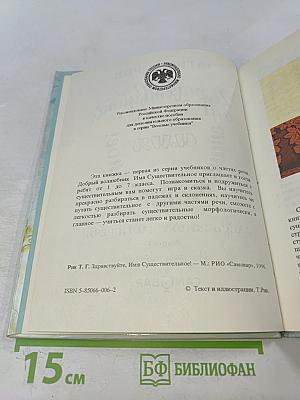 Рекомендовано Министерством образования
Российской Федерации
в качестве пособия
для дополнительного образования
в серии "Веселые учебники"
Эта книжка — первая из серии учебников о частях речи.
Добрый волшебник Имя Существительное приглашает в гости
ребят от 1 до 7 класса. Познакомиться и подружиться с
существительным вам помогут игра и сказка. Вы научитесь
прекрасно разбираться в падежах и склонениях, научитесь не
путать существительное с другими частями речи, сможете с
легкостью разбирать существительное морфологически, а
главное — учиться станет легко и радостно!
Рик Т. Г. Здравствуйте, Имя Существительное! — М.: РИО «Самовар», 1996.
ISBN 5-85066-006-2
© Текст и иллюстрации, Т.Рик.
15 см
БФ БИБЛИОФАН